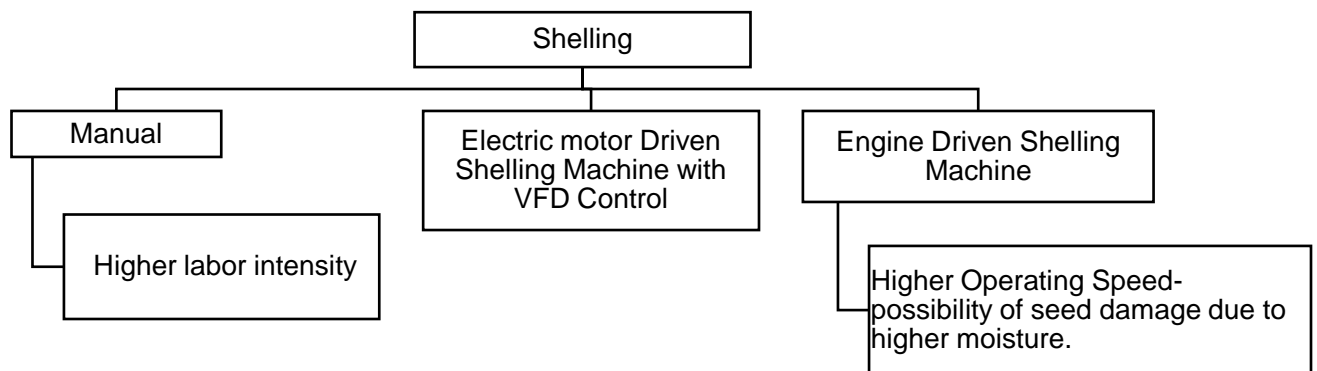 Shelling
Manual
Electric motor Driven
Shelling Machine with
VFD Control
Engine Driven Shelling
Machine
Higher labor intensity
Higher Operating Speed-
possibility of seed damage due to
higher moisture.